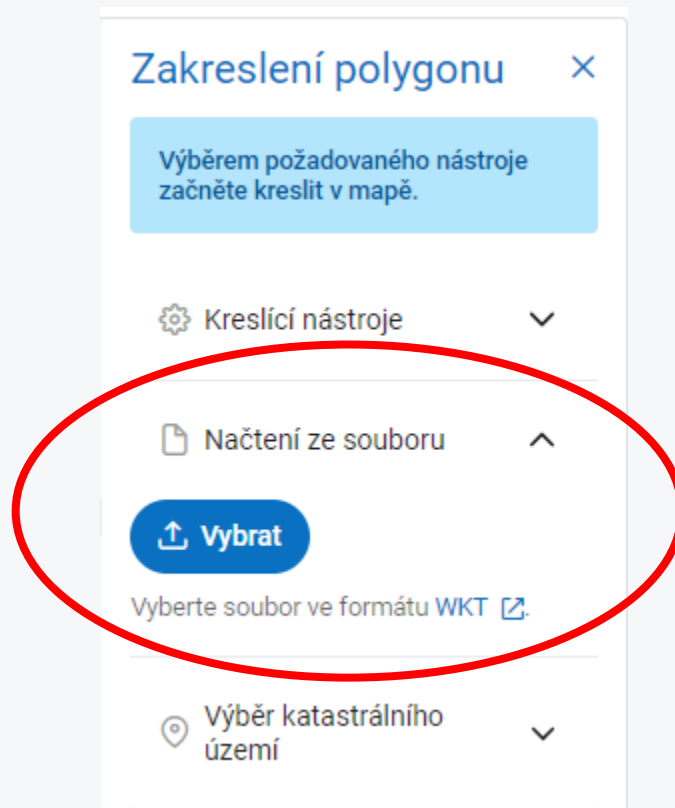 Zakreslení polygonu
Výběrem požadovaného nástroje
začněte kreslit v mapě.
Kreslící nástroje
Načtení ze souboru
Vybrat
Vyberte soubor ve formátu WKT.
Výběr katastrálního
území